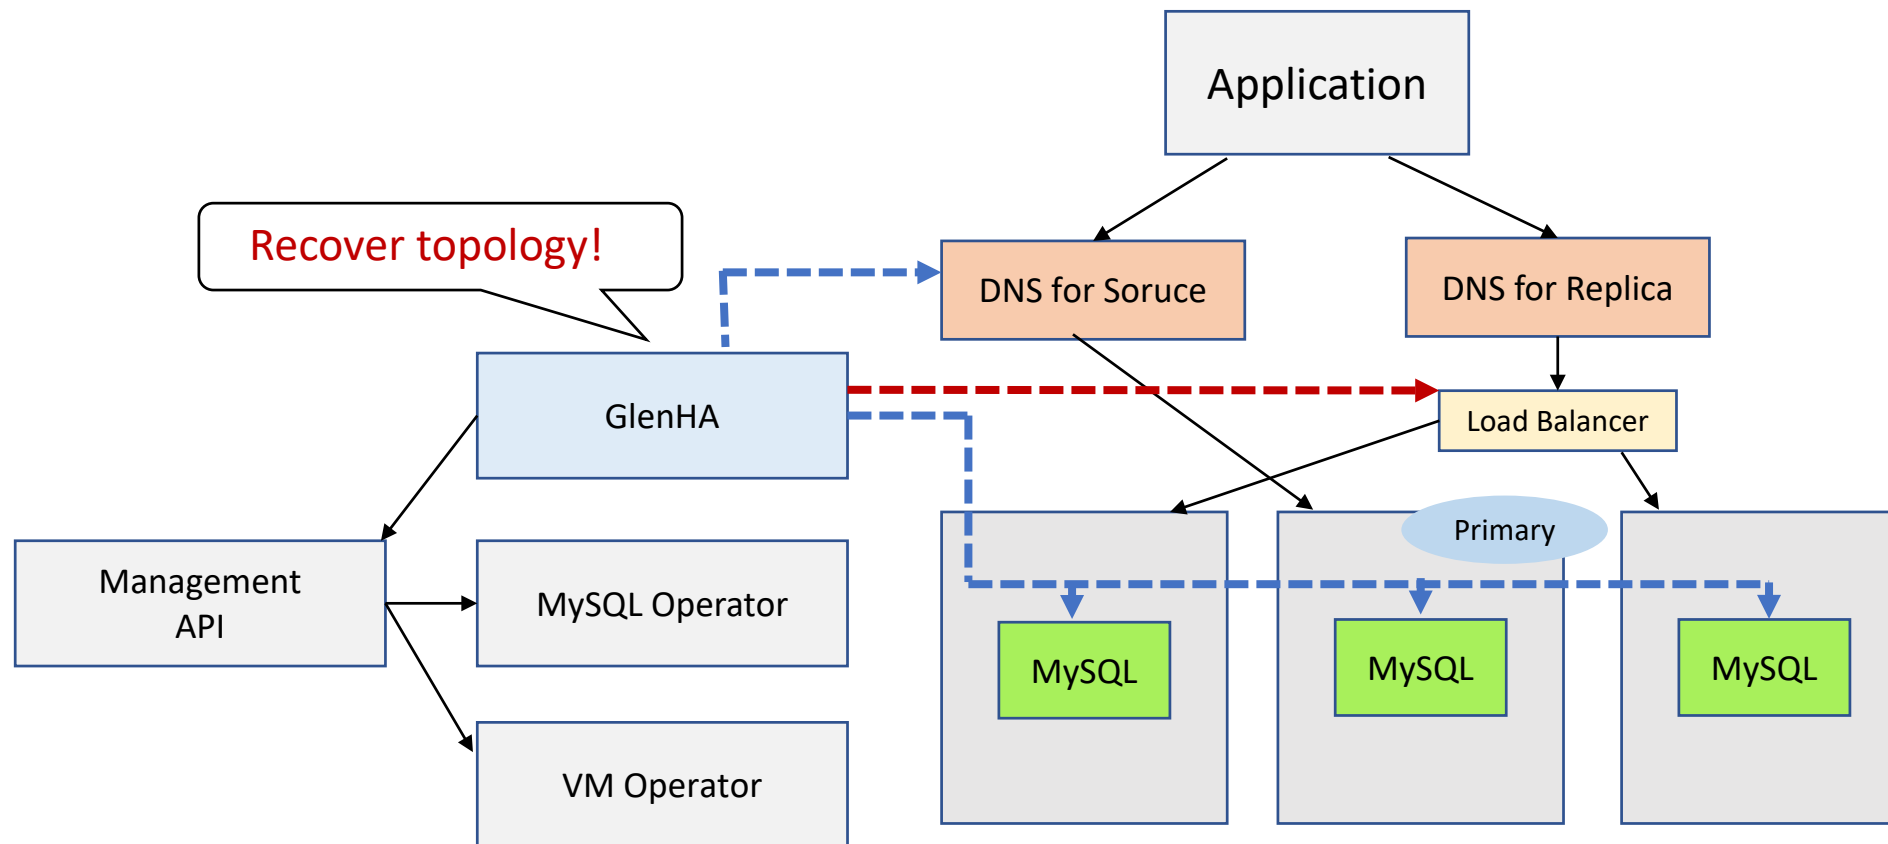 Application
Recover topology!
DNS for Soruce
DNS for Replica
GlenHA
Load Balancer
Primary
Management
API
MySQL Operator
MySQL
MySQL
MySQL
VM Operator